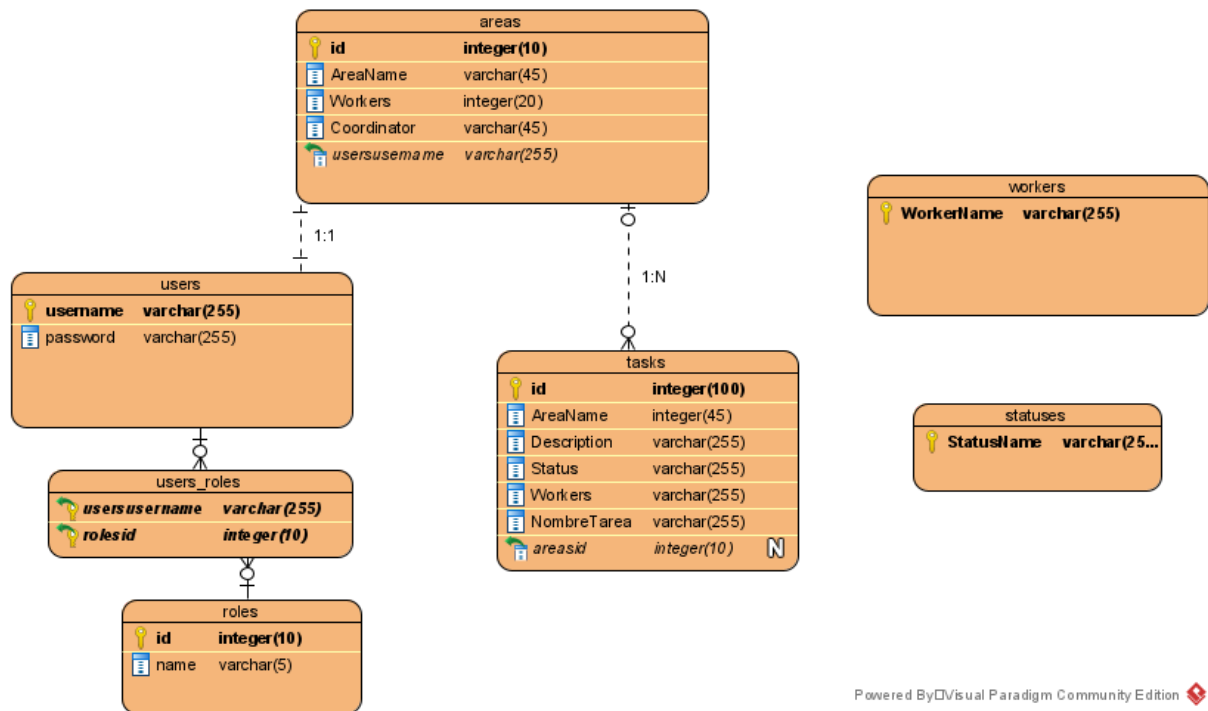 areas
id integer(10)
AreaName varchar(45)
Workers integer(20)
Coordinator varchar(45)
usersusername varchar(255)
workers
WorkerName varchar(255)
1:1
1:N
users
username varchar(255)
password varchar(255)
tasks
id integer(100)
AreaName integer(45)
Description varchar(255)
Status varchar(255)
Workers varchar(255)
NombreTarea varchar(255)
areasid integer(10) N
statuses
StatusName varchar(25...
users_roles
usersusername varchar(255)
rolesid integer(10)
roles
id integer(10)
name varchar(5)
Powered By□Visual Paradigm Community Edition